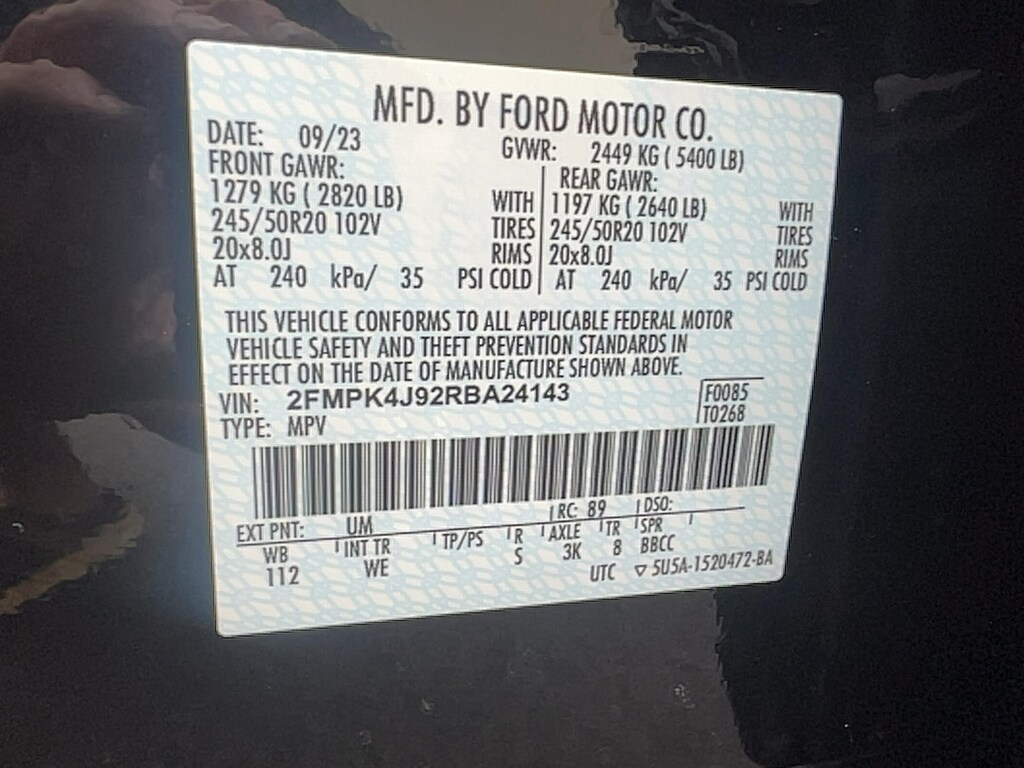 MFD. BY FORD MOTOR CO.
DATE: 09/23
GVWR: 2449 KG ( 5400 LB)
FRONT GAWR:
REAR GAWR:
1279 KG ( 2820 LB) WITH
1197 KG ( 2640 LB) WITH
245/50R20 102V TIRES
245/50R20 102V TIRES
20x8.0J RIMS
20x8.0J RIMS
AT 240 kPa/ 35 PSI COLD
AT 240 kPa/ 35 PSI COLD
THIS VEHICLE CONFORMS TO ALL APPLICABLE FEDERAL MOTOR
VEHICLE SAFETY AND THEFT PREVENTION STANDARDS IN
EFFECT ON THE DATE OF MANUFACTURE SHOWN ABOVE.
VIN: 2FMPK4J92RBA24143
F0085
TYPE: MPV
T0268
EXT PNT: UM RC: 89 DSO:
WB INT TR TP/PS R AXLE TR SPR
112 WE S 3K 8 BBCC
UTC ▽ 5U5A-1520472-BA